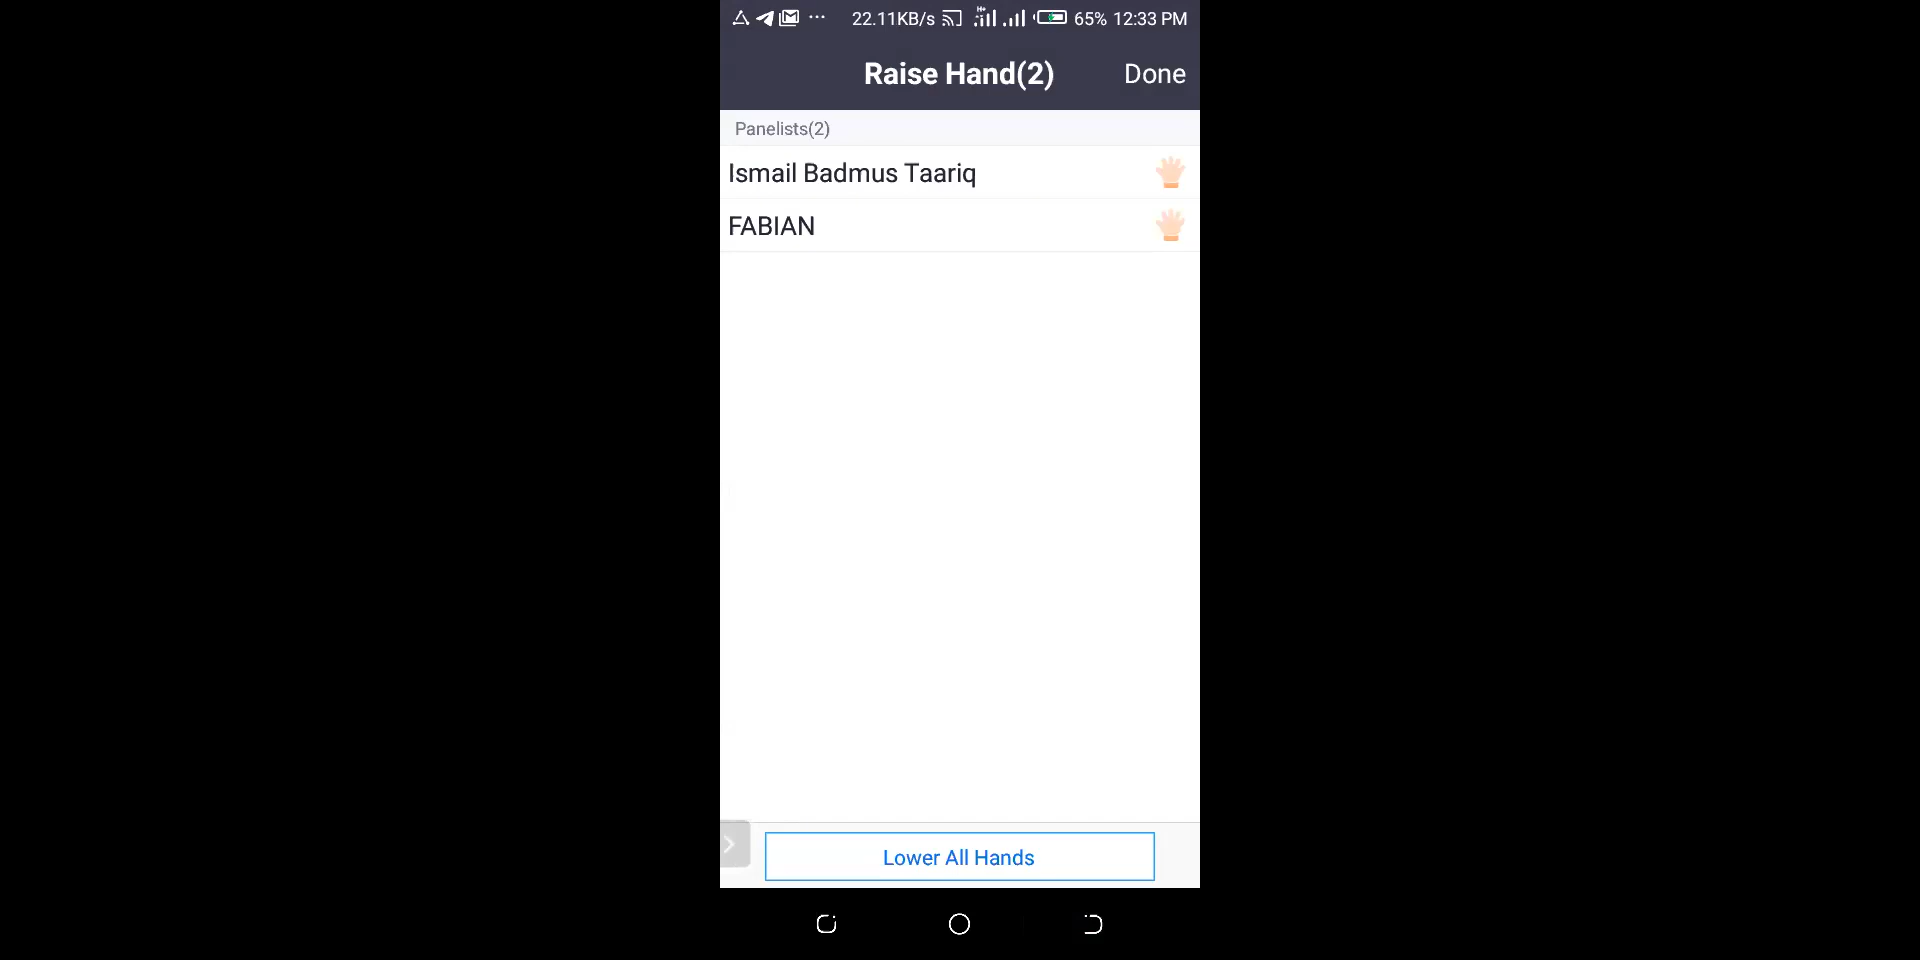 22.11KB/s 65% 12:33 PM
Raise Hand(2) Done
Panelists(2)
Ismail Badmus Taariq
FABIAN
Lower All Hands